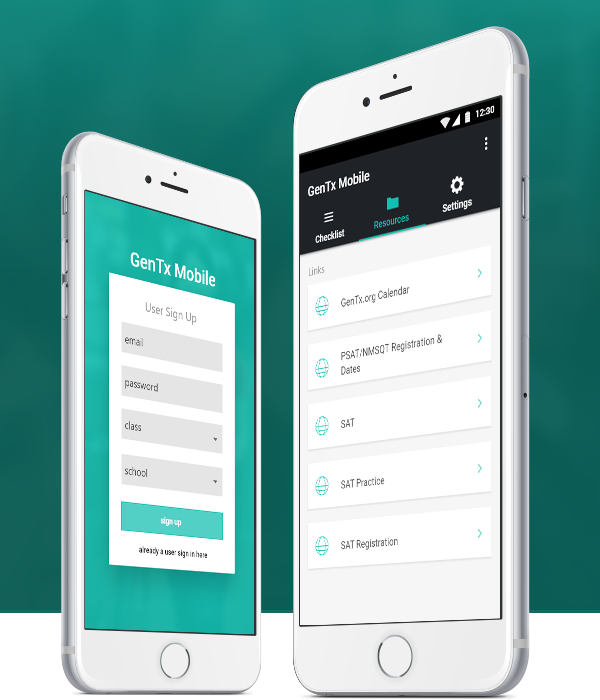 GenTx Mobile
User Sign Up
email
password
class
school
sign up
already a user sign in here
12:30
GenTx Mobile
Checklist
Resources
Settings
Links
GenTx.org Calendar
PSAT/NMSQT Registration &
Dates
SAT
SAT Practice
SAT Registration